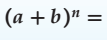 (a + b)ⁿ =